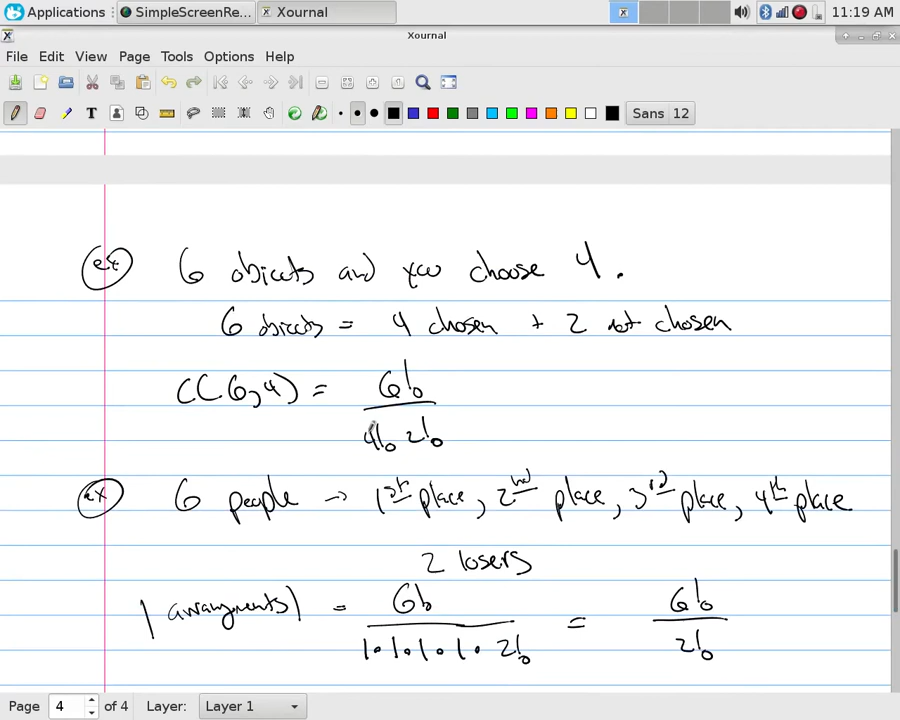 Applications SimpleScreenRe... Xournal 11:19 AM
Xournal
File Edit View Page Tools Options Help
T Sans 12
ex 6 objects and you choose 4.
6 objects = 4 chosen + 2 not chosen
C(6,4) = 6! / 4! 2!
ex 6 people → 1st place, 2nd place, 3rd place, 4th place
2 losers
|arrangments| = 6! / 1·1·1·1·2! = 6! / 2!
Page 4 of 4 Layer: Layer 1